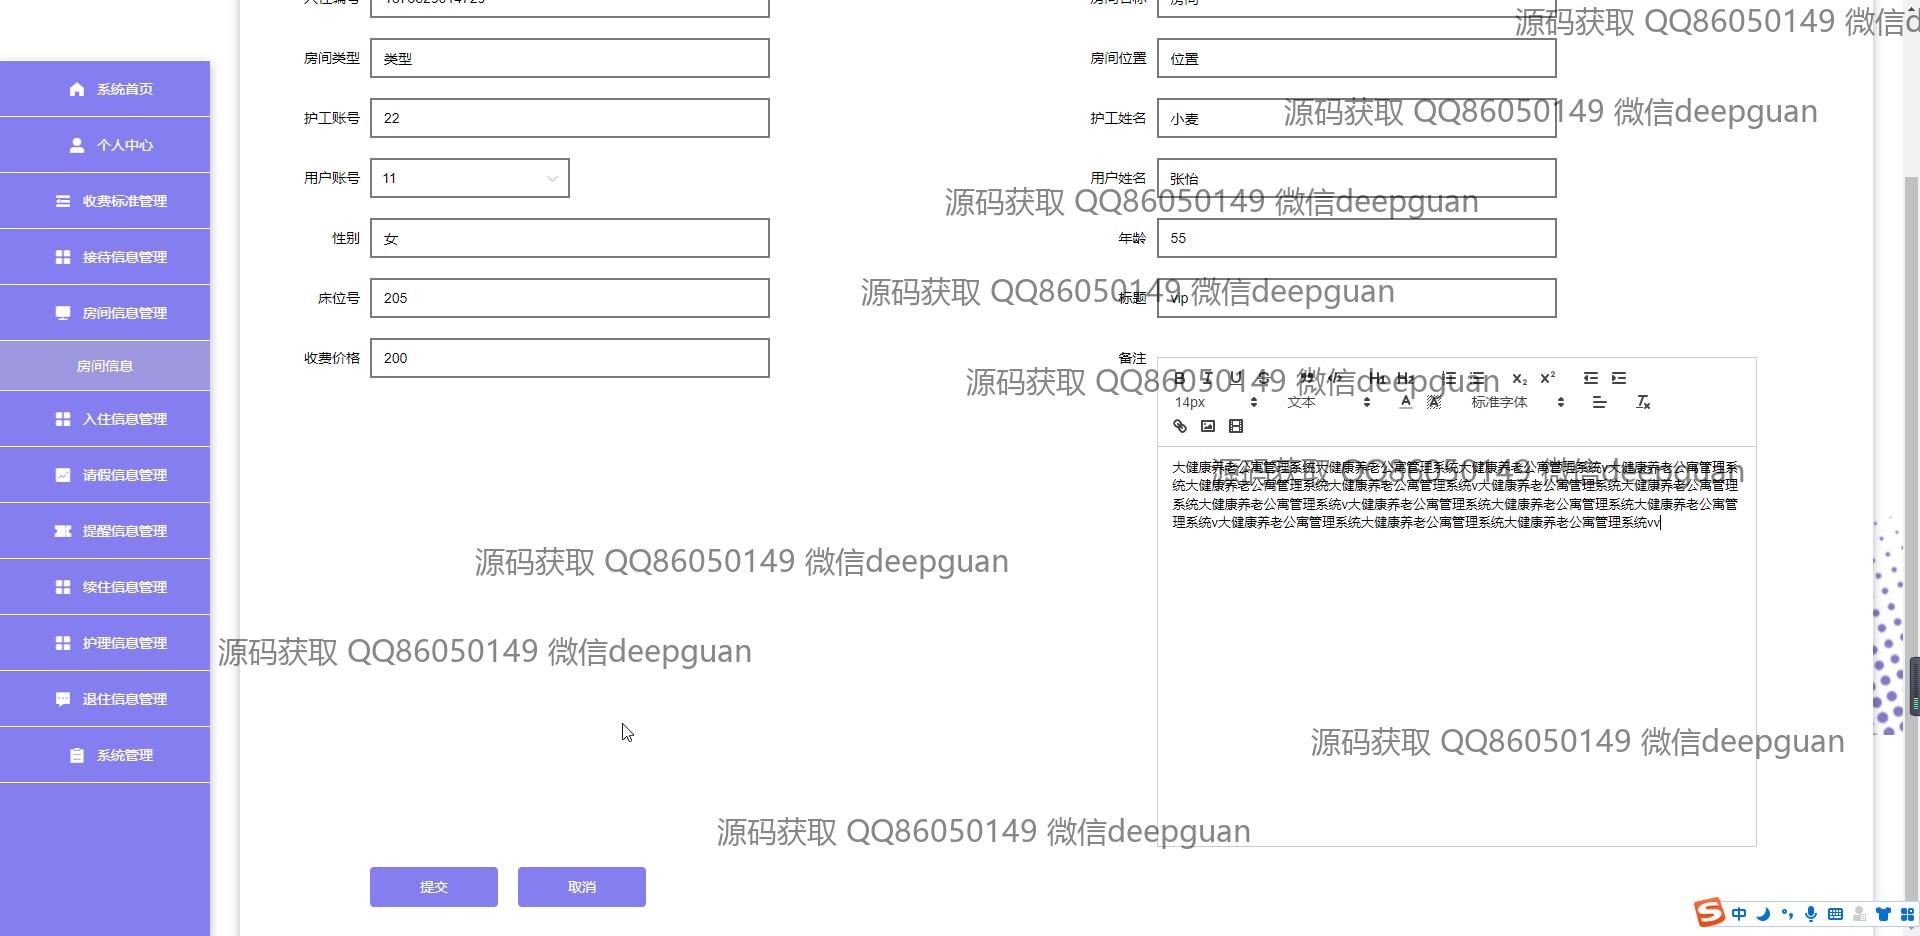 源码获取 QQ86050149 微信d
房间类型 类型 房间位置 位置
源码获取 QQ86050149 微信deepguan
护工账号 22 护工姓名 小麦
用户账号 11 用户姓名 张怡
源码获取 QQ86050149 微信deepguan
性别 女 年龄 55
源码获取 QQ86050149 微信deepguan
床位号 205 标题 vip
收费价格 200 备注
源码获取 QQ86050149 微信deepguan
B I U S H1 H2 X2 X2
14px 文本 A A 标准字体 Tx
源码获取 QQ86050149 微信deepguan
大健康养老公寓管理系统大健康养老公寓管理系统大健康养老公寓管理系统v大健康养老公寓管理系
统大健康养老公寓管理系统大健康养老公寓管理系统v大健康养老公寓管理系统大健康养老公寓管理
系统大健康养老公寓管理系统v大健康养老公寓管理系统大健康养老公寓管理系统大健康养老公寓管
理系统v大健康养老公寓管理系统大健康养老公寓管理系统大健康养老公寓管理系统vv
源码获取 QQ86050149 微信deepguan
源码获取 QQ86050149 微信deepguan
源码获取 QQ86050149 微信deepguan
源码获取 QQ86050149 微信deepguan
提交 取消
系统首页
个人中心
收费标准管理
接待信息管理
房间信息管理
房间信息
入住信息管理
请假信息管理
提醒信息管理
续住信息管理
护理信息管理
退住信息管理
系统管理
S 中